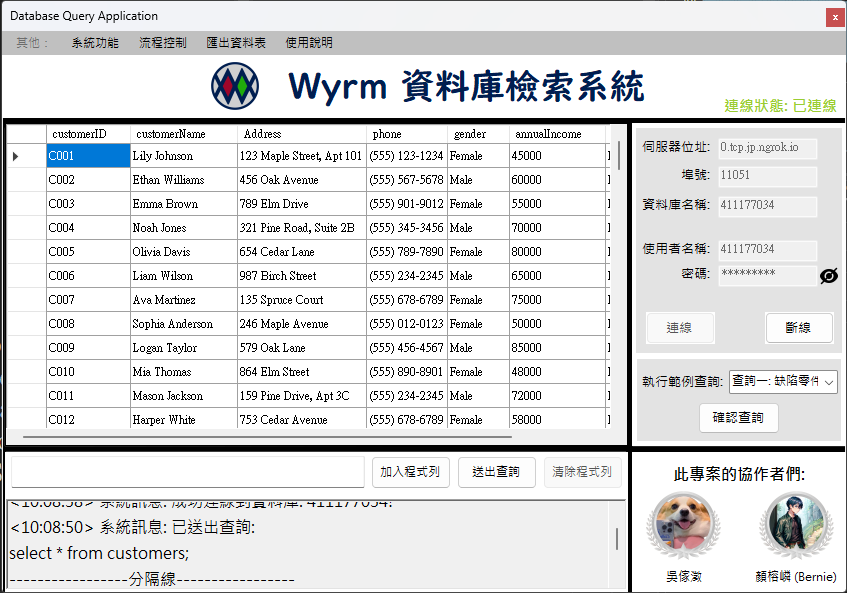 Database Query Application
x
其他： 系統功能 流程控制 匯出資料表 使用說明
Wyrm 資料庫檢索系統
連線狀態: 已連線
customerID customerName Address phone gender annualIncome
C001 Lily Johnson 123 Maple Street, Apt 101 (555) 123-1234 Female 45000
C002 Ethan Williams 456 Oak Avenue (555) 567-5678 Male 60000
C003 Emma Brown 789 Elm Drive (555) 901-9012 Female 55000
C004 Noah Jones 321 Pine Road, Suite 2B (555) 345-3456 Male 70000
C005 Olivia Davis 654 Cedar Lane (555) 789-7890 Female 80000
C006 Liam Wilson 987 Birch Street (555) 234-2345 Male 65000
C007 Ava Martinez 135 Spruce Court (555) 678-6789 Female 75000
C008 Sophia Anderson 246 Maple Avenue (555) 012-0123 Female 50000
C009 Logan Taylor 579 Oak Lane (555) 456-4567 Male 85000
C010 Mia Thomas 864 Elm Street (555) 890-8901 Female 48000
C011 Mason Jackson 159 Pine Drive, Apt 3C (555) 234-2345 Male 72000
C012 Harper White 753 Cedar Avenue (555) 678-6789 Female 58000
伺服器位址: 0.tcp.jp.ngrok.io
埠號: 11051
資料庫名稱: 411177034
使用者名稱: 411177034
密碼: *********
連線 斷線
執行範例查詢: 查詢一: 缺陷零件
確認查詢
加入程式列 送出查詢 清除程式列
<10:08:38> 系統訊息: 成功連線到資料庫: 411177034!
<10:08:50> 系統訊息: 已送出查詢:
select * from customers;
-----------------分隔線-----------------
此專案的協作者們:
顏榕嶙 (Bernie)